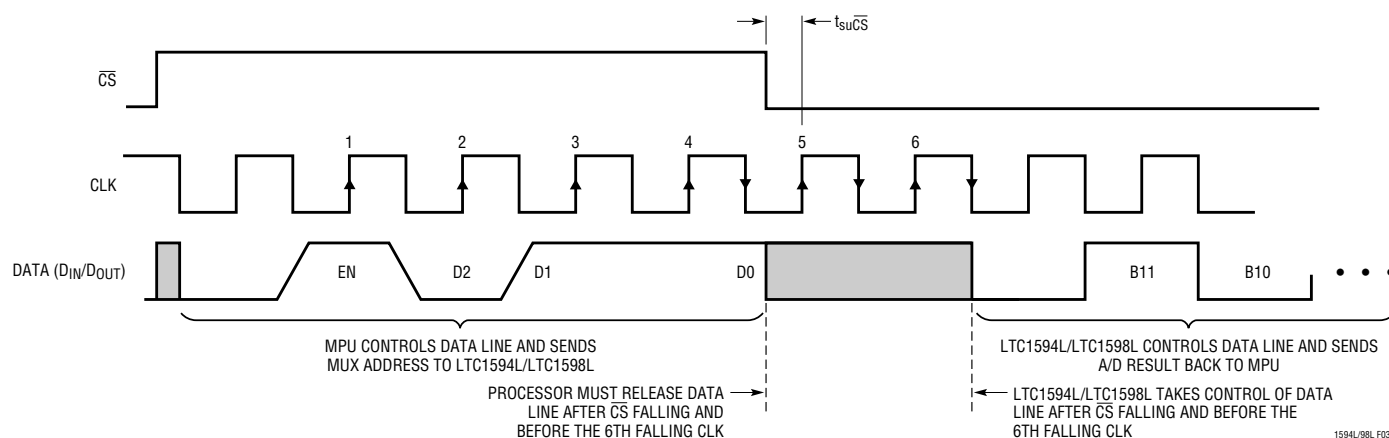 tsuCS
CS
1 2 3 4 5 6
CLK
DATA (DIN/DOUT)
EN D2 D1 D0 B11 B10 • • •
MPU CONTROLS DATA LINE AND SENDS
MUX ADDRESS TO LTC1594L/LTC1598L
LTC1594L/LTC1598L CONTROLS DATA LINE AND SENDS
A/D RESULT BACK TO MPU
PROCESSOR MUST RELEASE DATA
LINE AFTER CS FALLING AND
BEFORE THE 6TH FALLING CLK
LTC1594L/LTC1598L TAKES CONTROL OF DATA
LINE AFTER CS FALLING AND BEFORE THE
6TH FALLING CLK
1594L/98L F03